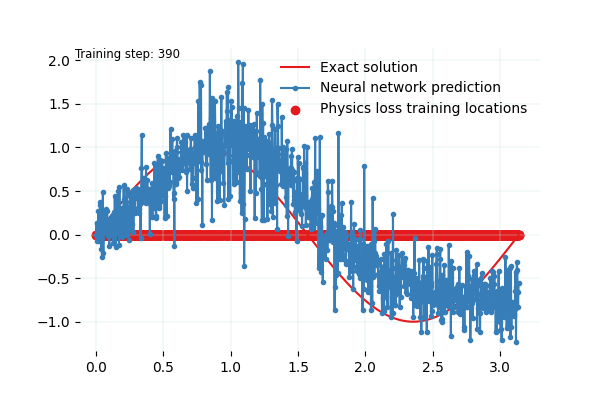 Training step: 390
Exact solution
Neural network prediction
Physics loss training locations
2.0
1.5
1.0
0.5
0.0
−0.5
−1.0
0.0 0.5 1.0 1.5 2.0 2.5 3.0